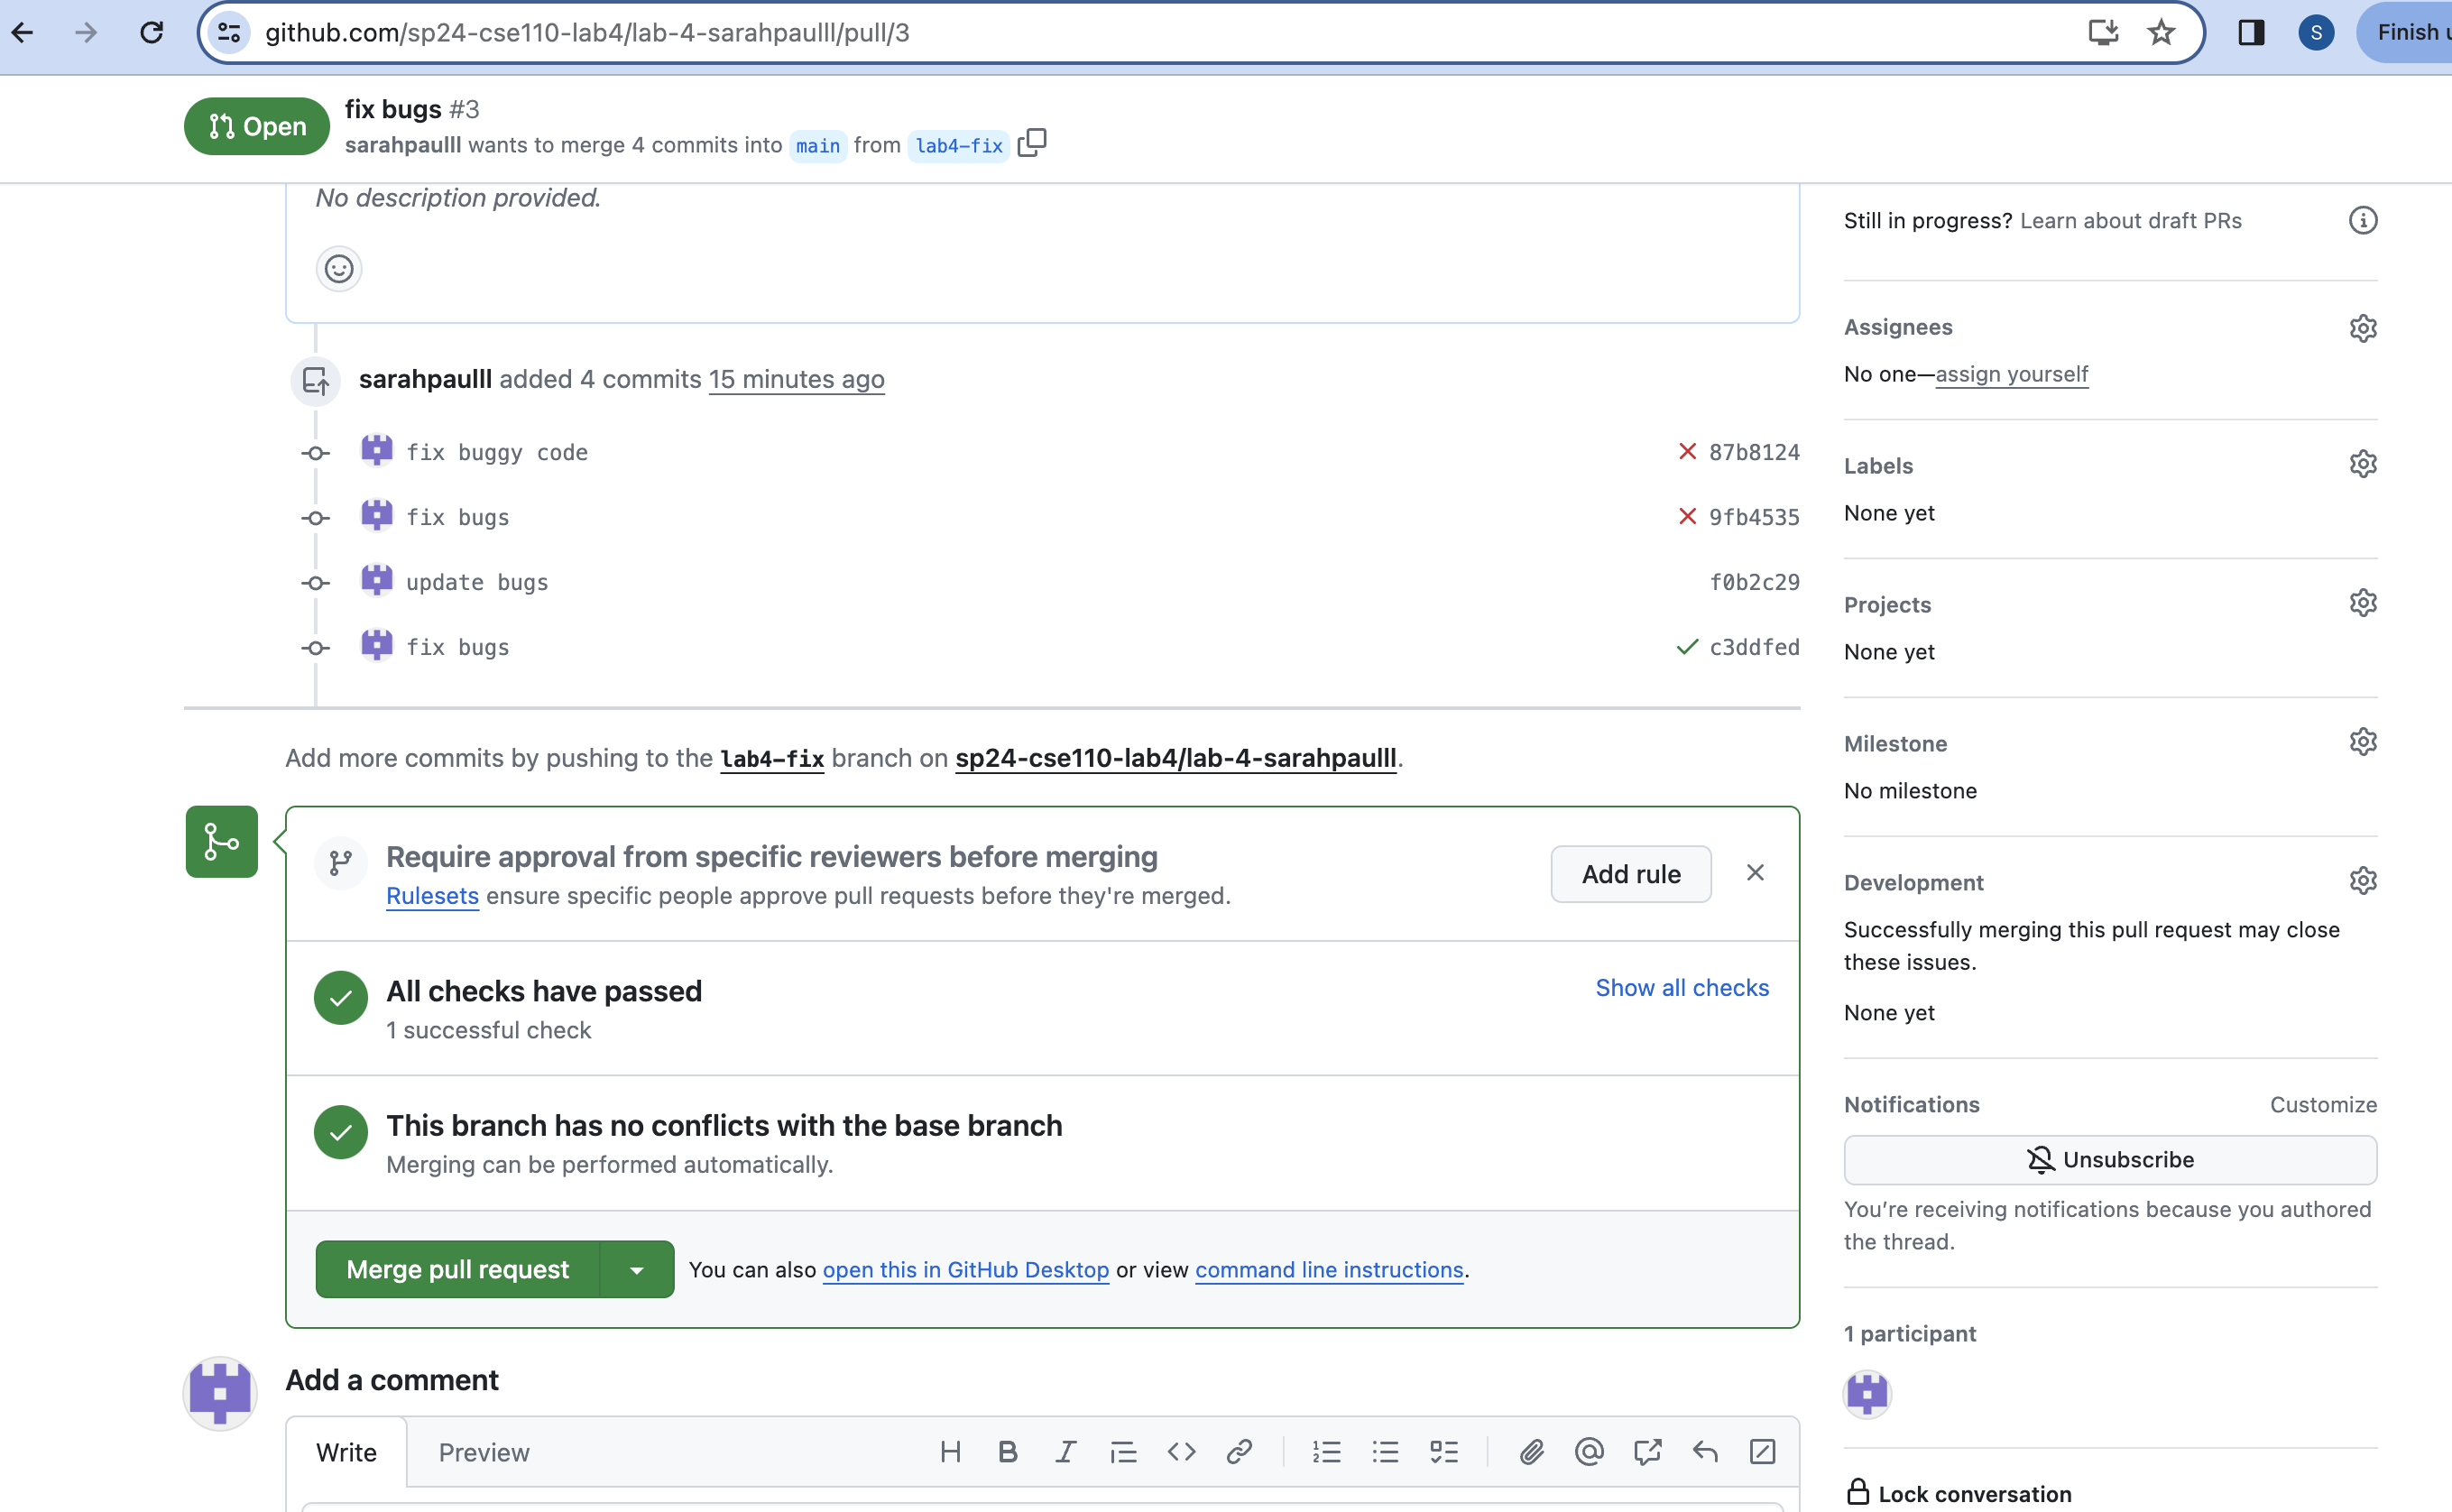 github.com/sp24-cse110-lab4/lab-4-sarahpaulll/pull/3
S
Finish u
Open
fix bugs #3
sarahpaulll wants to merge 4 commits into main from lab4-fix
No description provided.
sarahpaulll added 4 commits 15 minutes ago
fix buggy code 87b8124
fix bugs 9fb4535
update bugs f0b2c29
fix bugs c3ddfed
Add more commits by pushing to the lab4-fix branch on sp24-cse110-lab4/lab-4-sarahpaulll.
Require approval from specific reviewers before merging
Rulesets ensure specific people approve pull requests before they're merged.
Add rule
All checks have passed
1 successful check
Show all checks
This branch has no conflicts with the base branch
Merging can be performed automatically.
Merge pull request
You can also open this in GitHub Desktop or view command line instructions.
Add a comment
Write Preview
Still in progress? Learn about draft PRs
Assignees
No one—assign yourself
Labels
None yet
Projects
None yet
Milestone
No milestone
Development
Successfully merging this pull request may close
these issues.
None yet
Notifications Customize
Unsubscribe
You’re receiving notifications because you authored
the thread.
1 participant
Lock conversation